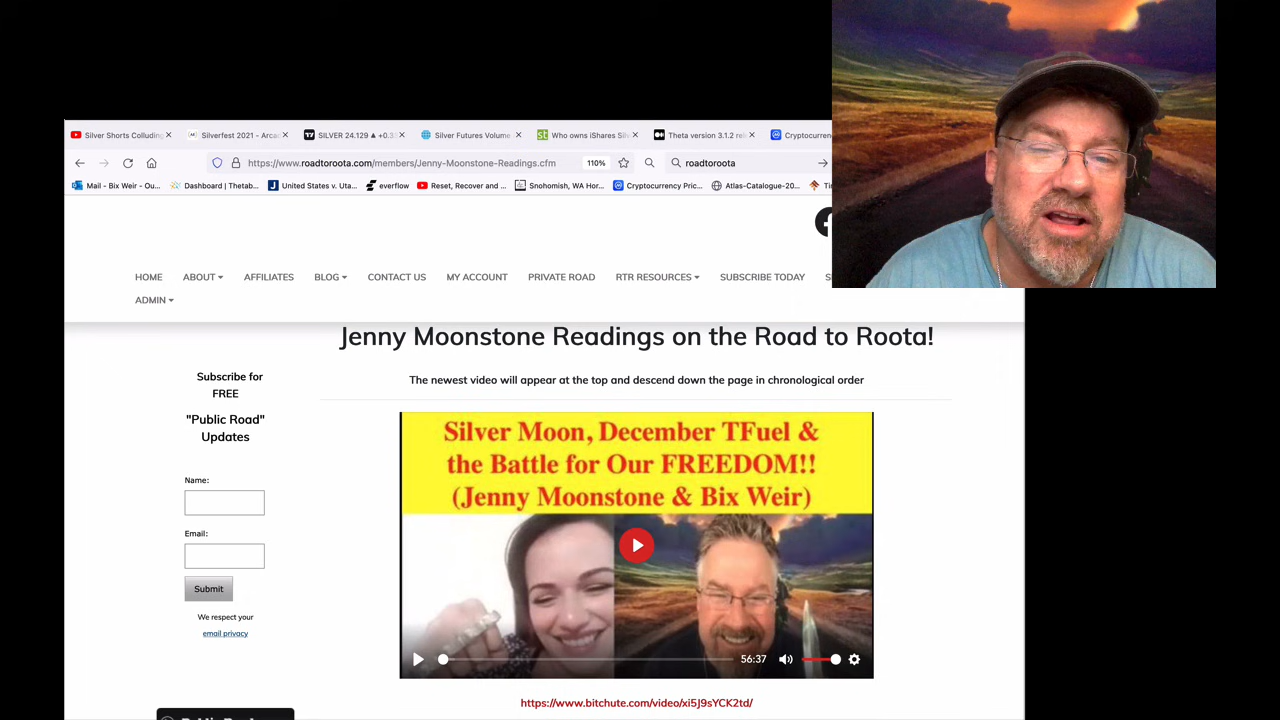 Silver Shorts Colluding
Silverfest 2021 - Arca
SILVER 24.129 ▲ +0.3
Silver Futures Volume
Who owns iShares Sil
Theta version 3.1.2 re
Cryptocurren
https://www.roadtoroota.com/members/Jenny-Moonstone-Readings.cfm
110%
roadtoroota
Mail - Bix Weir - Ou...
Dashboard | Thetab...
United States v. Uta...
everflow
Reset, Recover and ...
Snohomish, WA Hor...
Cryptocurrency Pric...
Atlas-Catalogue-20...
HOME
ABOUT
AFFILIATES
BLOG
CONTACT US
MY ACCOUNT
PRIVATE ROAD
RTR RESOURCES
SUBSCRIBE TODAY
ADMIN
Jenny Moonstone Readings on the Road to Roota!
The newest video will appear at the top and descend down the page in chronological order
Subscribe for
FREE
"Public Road"
Updates
Name:
Email:
Submit
We respect your
email privacy
Silver Moon, December TFuel &
the Battle for Our FREEDOM!!
(Jenny Moonstone & Bix Weir)
56:37
https://www.bitchute.com/video/xi5J9sYCK2td/